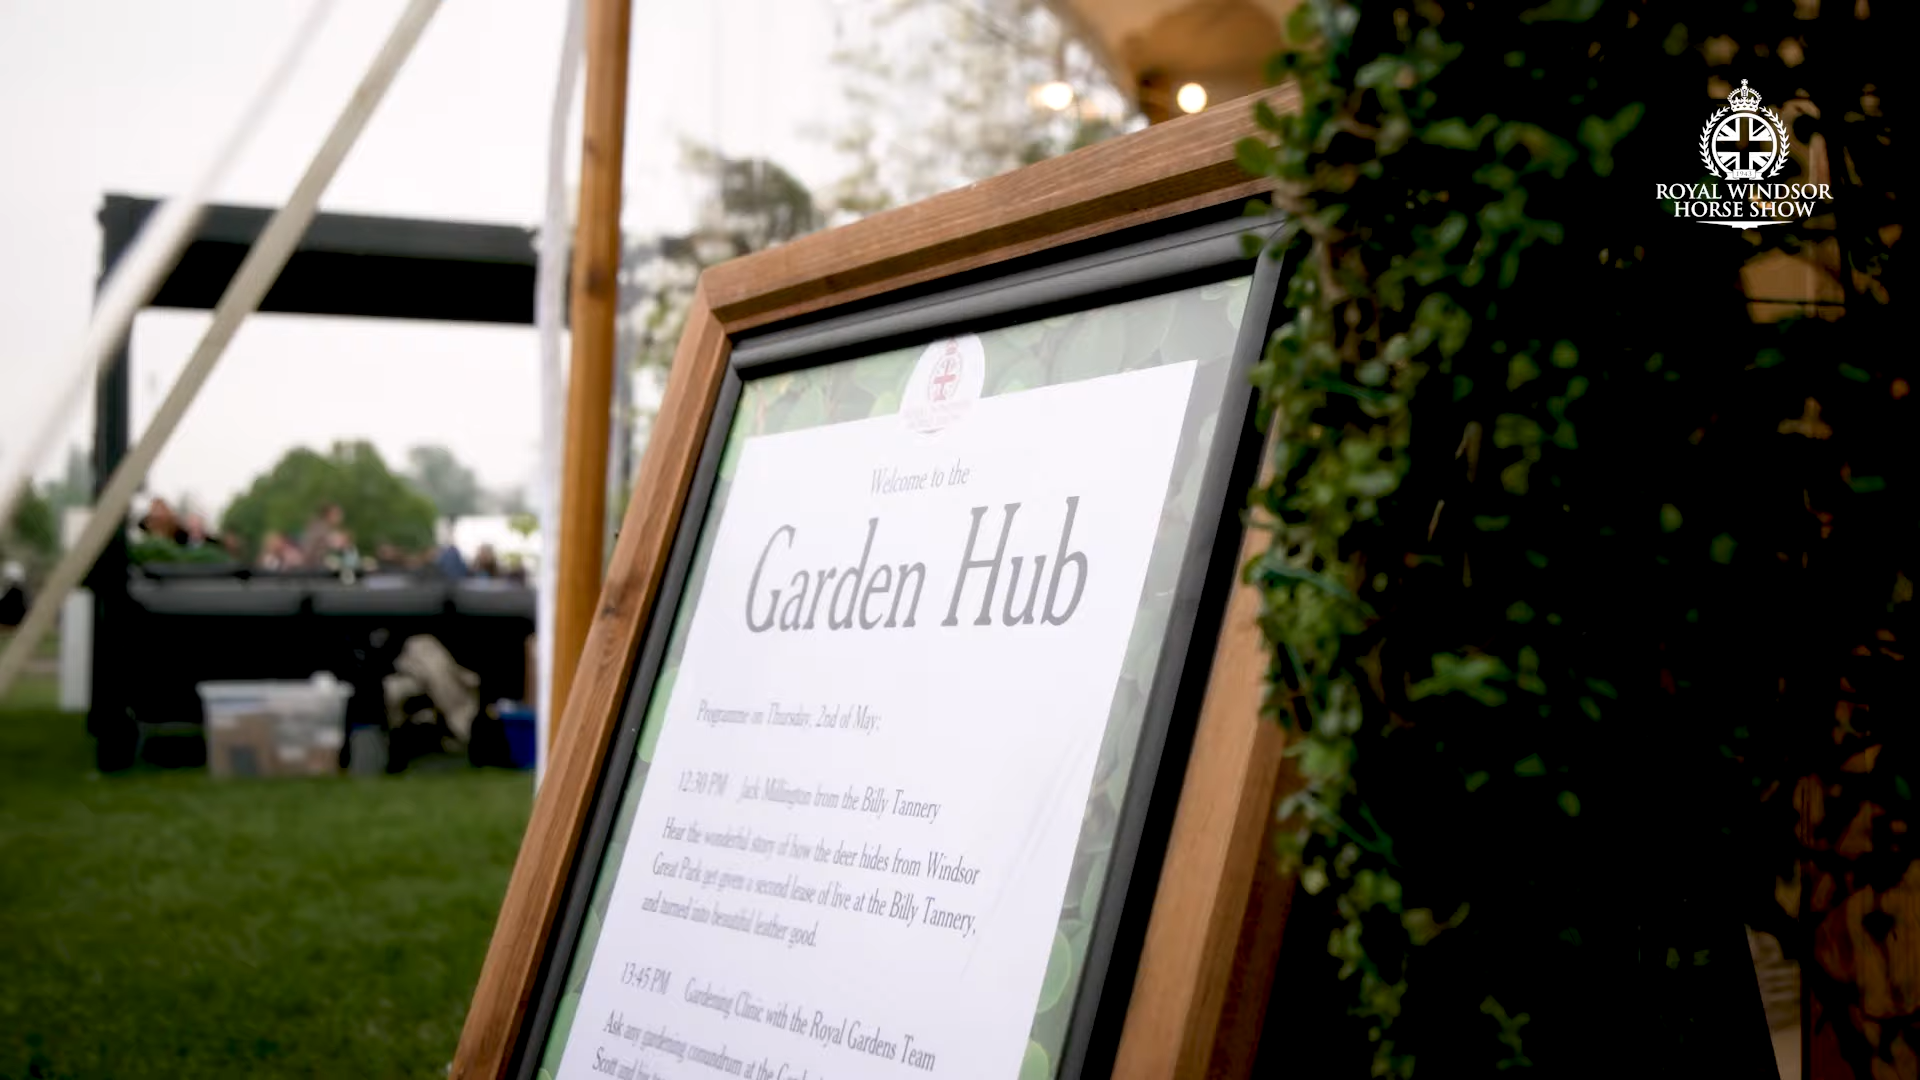 ROYAL WINDSOR
HORSE SHOW
Welcome to the
Garden Hub
Programme on Thursday, 2nd of May:
12:30 PM Jack Millington from the Billy Tannery
Hear the wonderful story of how the deer hides from Windsor
Great Park get given a second lease of live at the Billy Tannery,
and turned into beautiful leather good.
13:45 PM Gardening Clinic with the Royal Gardens Team
Ask any gardening conundrum at the
Scott and his